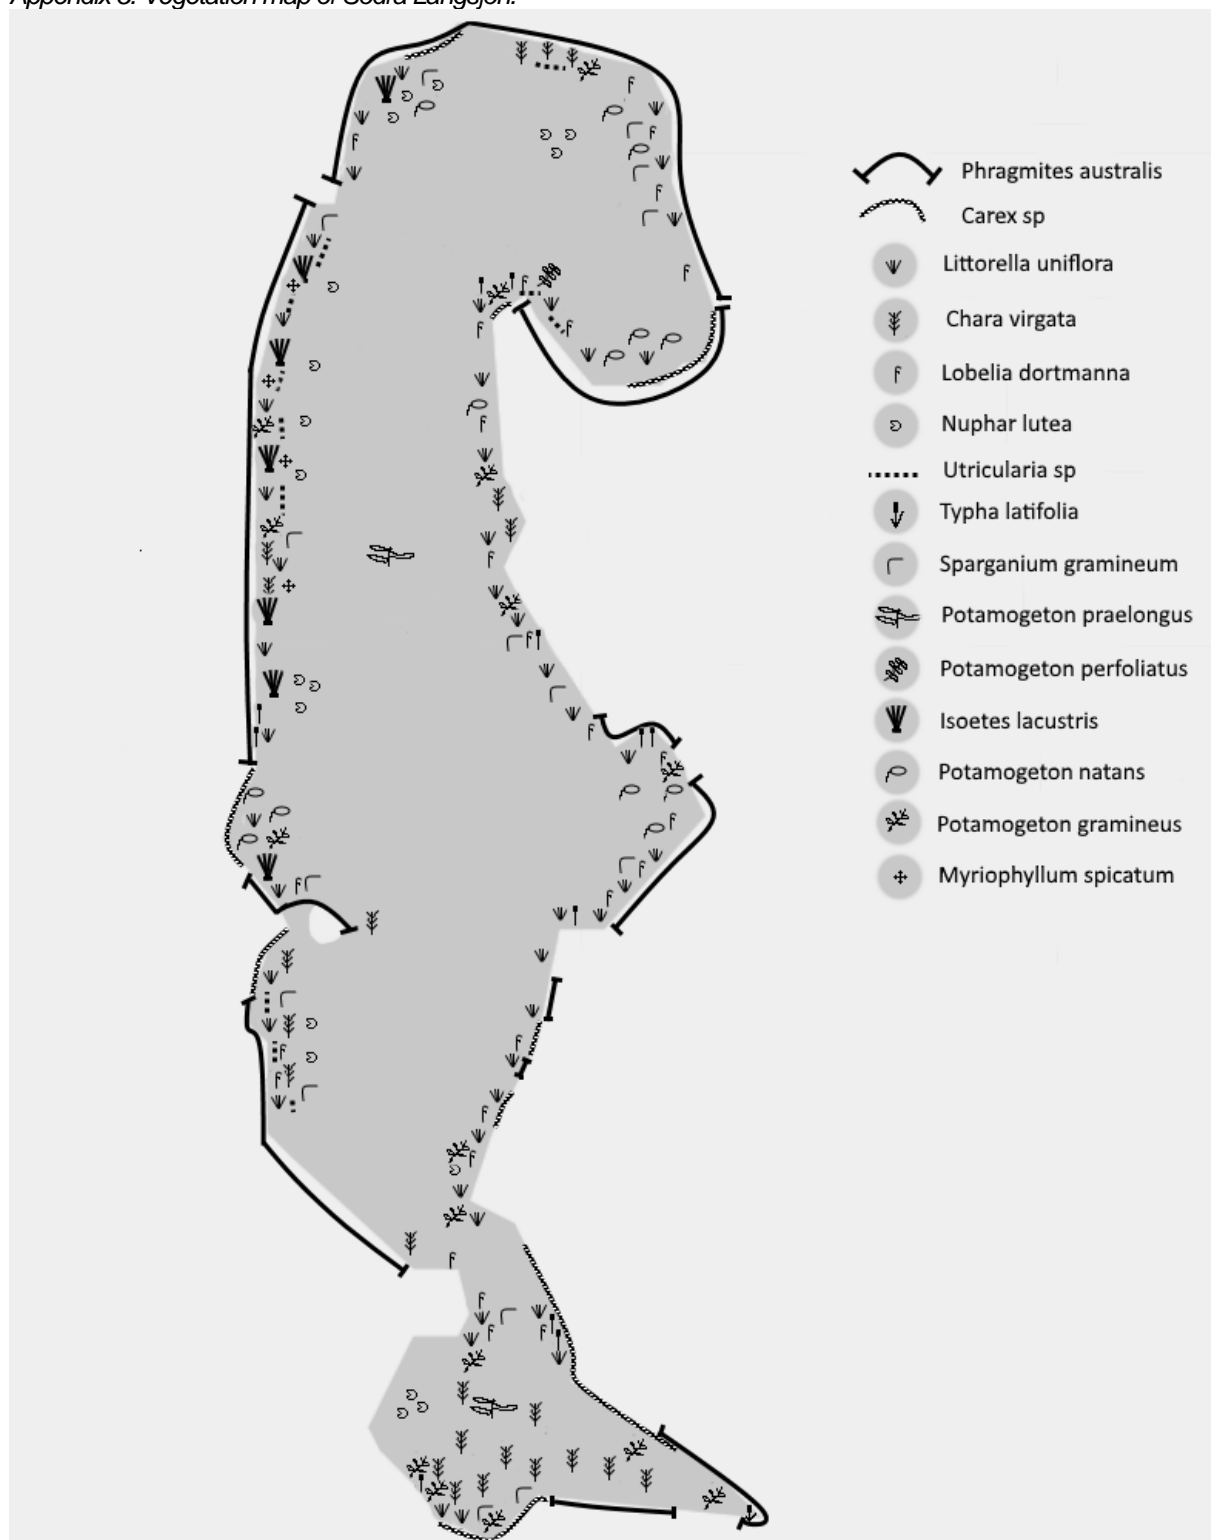 Appendix 3. Vegetation map of Södra Långsjön.
Phragmites australis
Carex sp
Littorella uniflora
Chara virgata
Lobelia dortmanna
Nuphar lutea
Utricularia sp
Typha latifolia
Sparganium gramineum
Potamogeton praelongus
Potamogeton perfoliatus
Isoetes lacustris
Potamogeton natans
Potamogeton gramineus
Myriophyllum spicatum